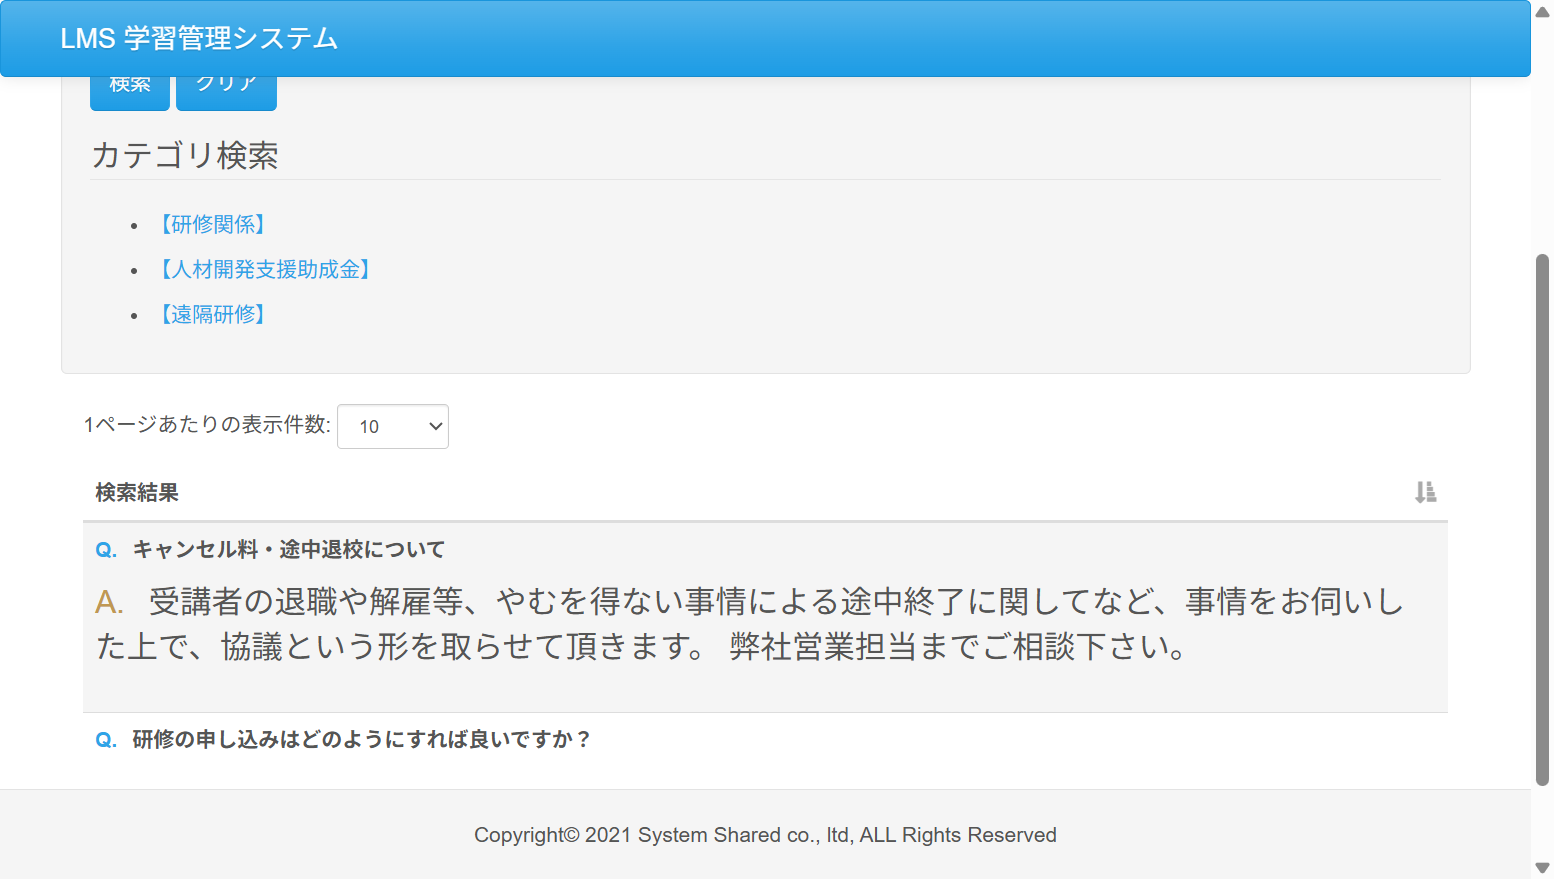 LMS 学習管理システム
検索 クリア
カテゴリ検索
【研修関係】
【人材開発支援助成金】
【遠隔研修】
1ページあたりの表示件数: 10
検索結果
Q. キャンセル料・途中退校について
A. 受講者の退職や解雇等、やむを得ない事情による途中終了に関してなど、事情をお伺いし
た上で、協議という形を取らせて頂きます。 弊社営業担当までご相談下さい。
Q. 研修の申し込みはどのようにすれば良いですか？
Copyright© 2021 System Shared co., ltd, ALL Rights Reserved